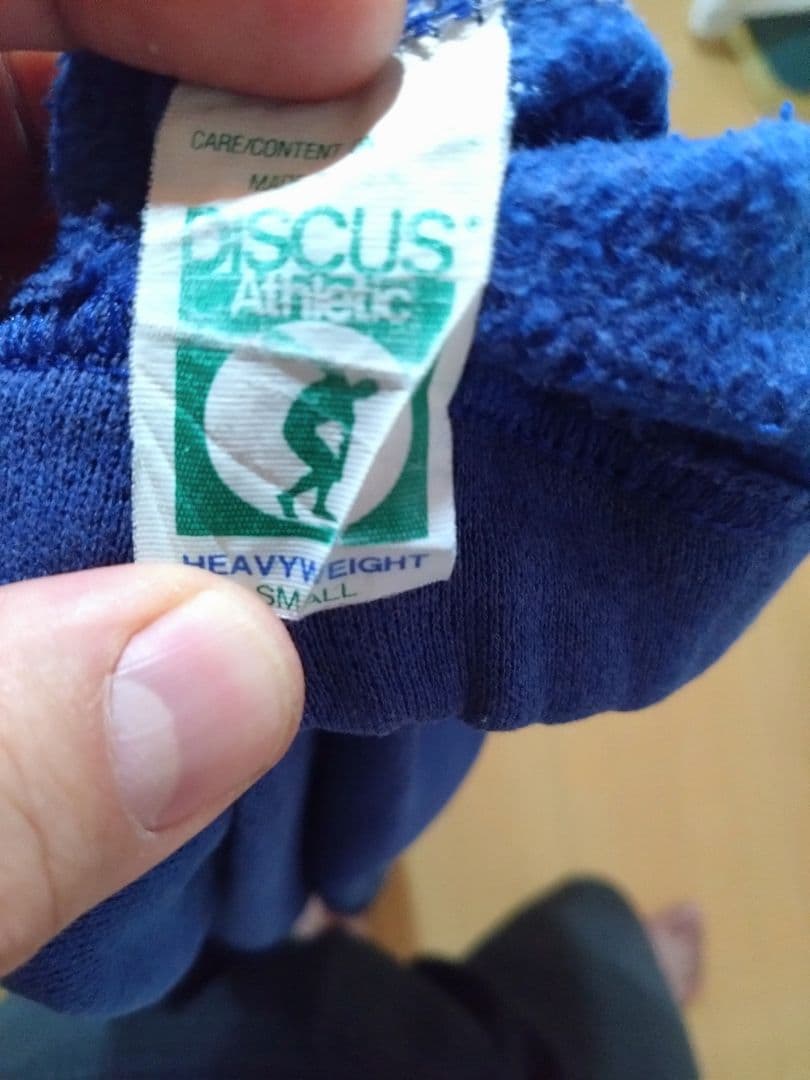 CARE/CONTENT
DISCUS
Athletic
HEAVYWEIGHT
SMALL